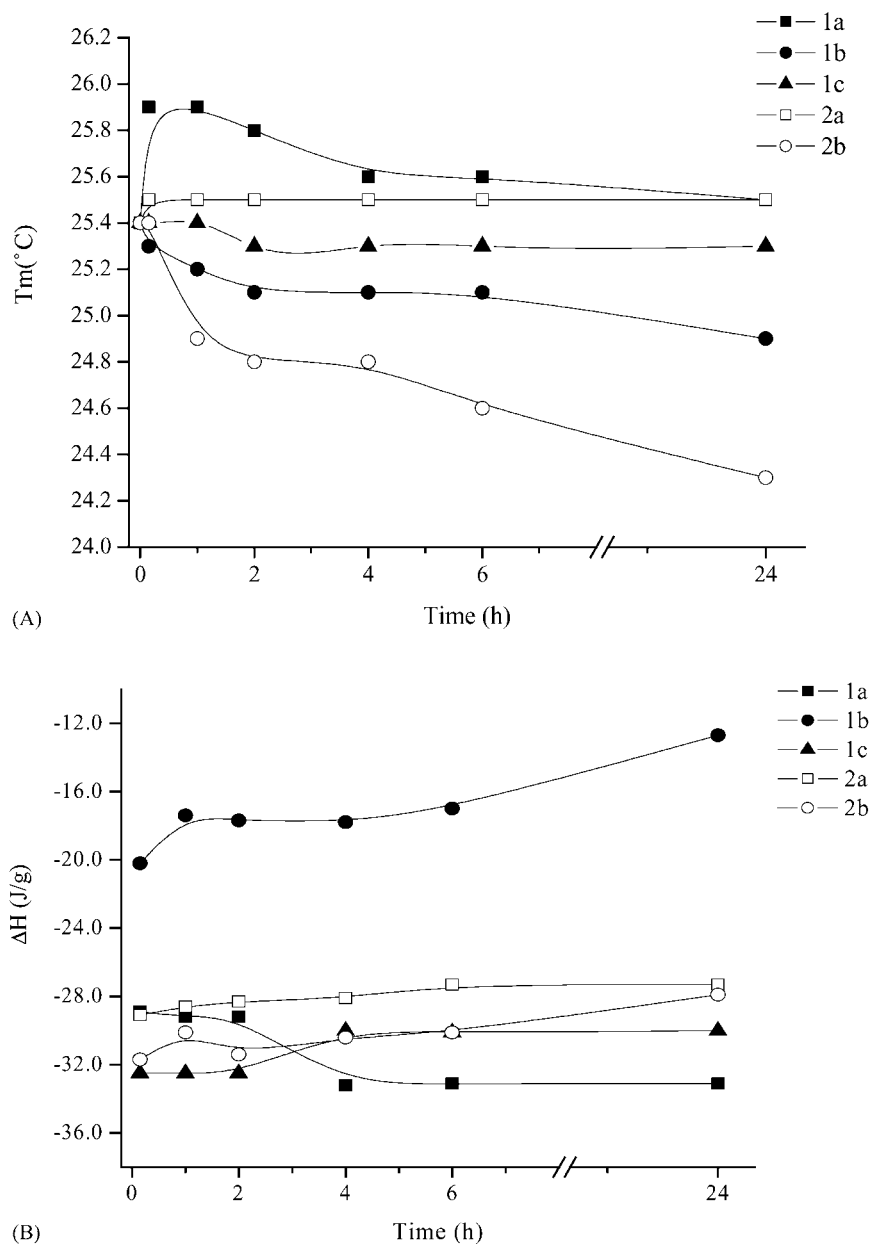 1a
1b
1c
2a
2b
26.2
26.0
25.8
25.6
25.4
25.2
25.0
24.8
24.6
24.4
24.2
24.0
Tm(°C)
0 2 4 6 24
Time (h)
(A)
1a
1b
1c
2a
2b
-12.0
-16.0
-20.0
-24.0
-28.0
-32.0
-36.0
ΔH (J/g)
0 2 4 6 24
Time (h)
(B)